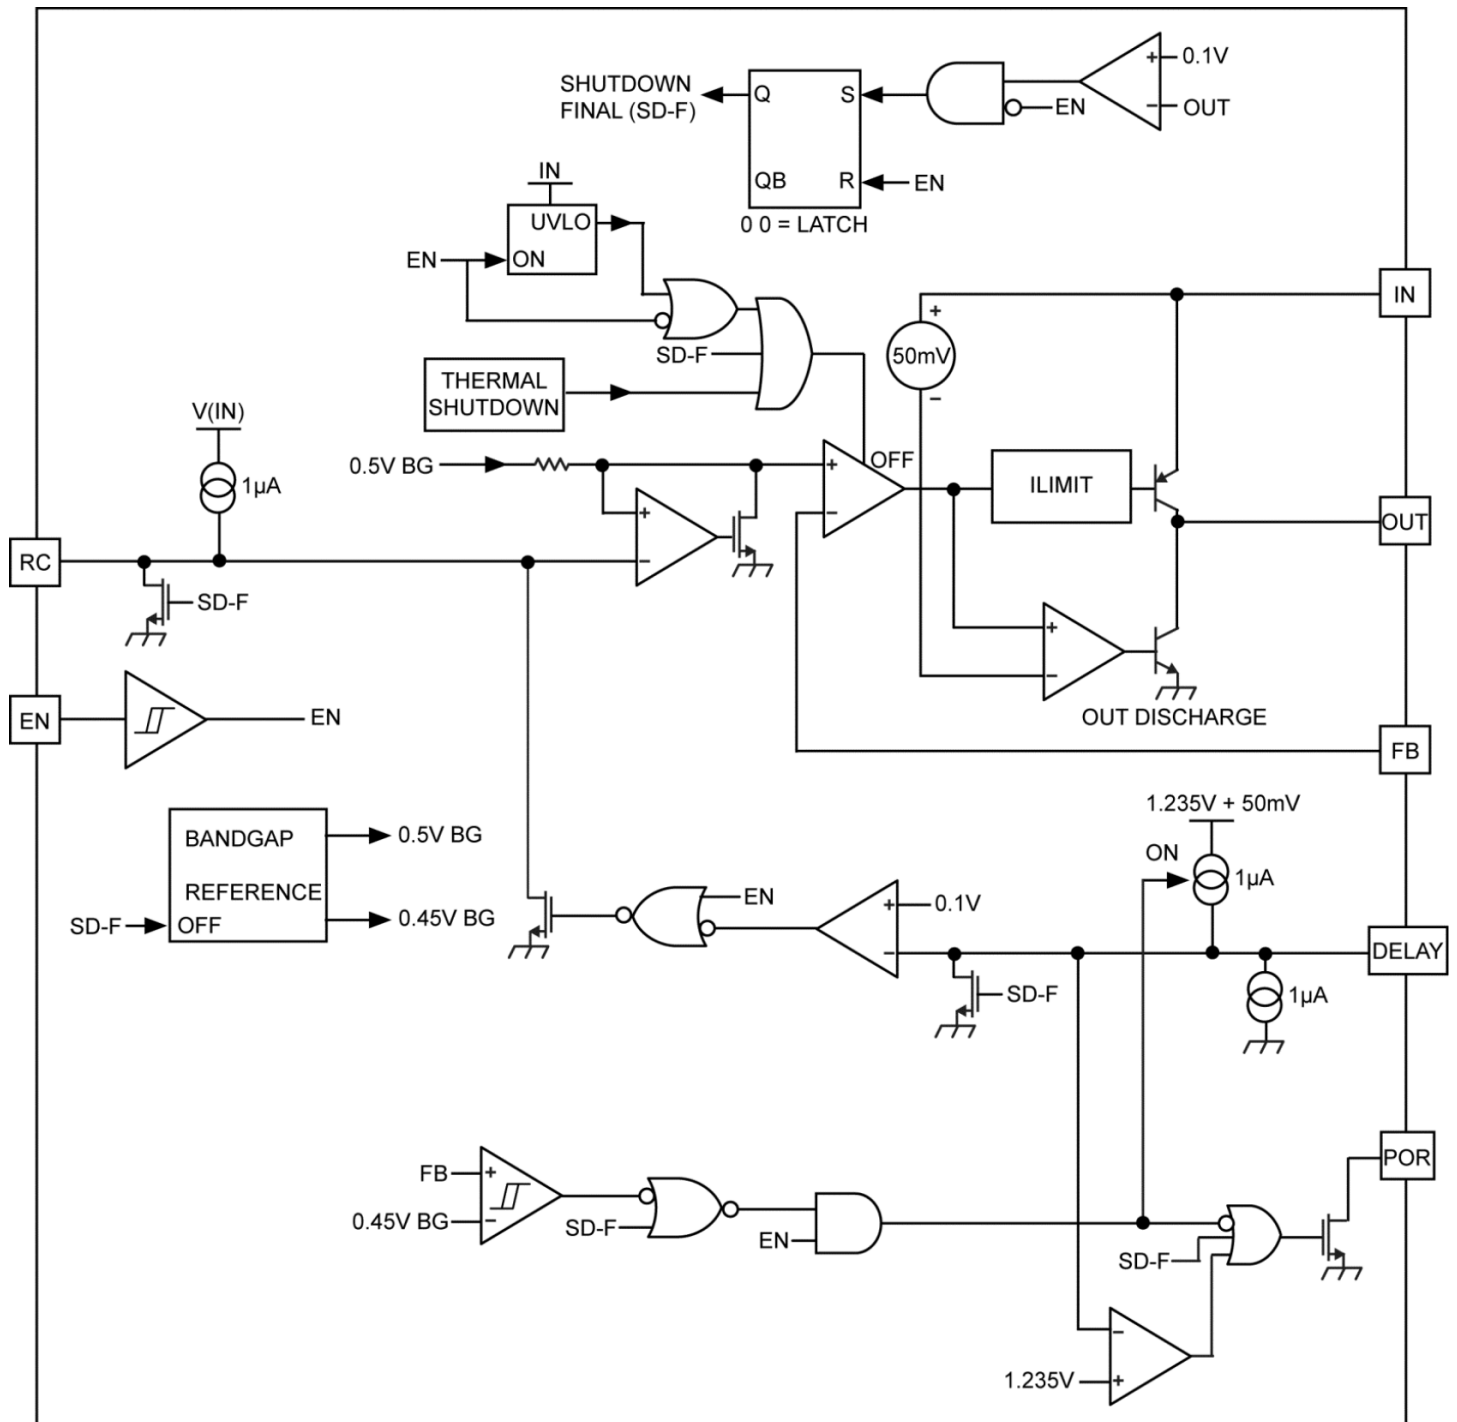 +
0.1V
SHUTDOWN
FINAL (SD-F)
Q
S
EN
−
OUT
QB
R
EN
0 0 = LATCH
IN
UVLO
EN
ON
IN
SD-F
50mV
+
−
THERMAL
SHUTDOWN
V(IN)
1µA
0.5V BG
+
OFF
−
ILIMIT
+
−
OUT
RC
SD-F
+
−
EN
EN
OUT DISCHARGE
FB
1.235V + 50mV
BANDGAP
REFERENCE
OFF
0.5V BG
0.45V BG
SD-F
ON
1µA
EN
+
0.1V
−
DELAY
SD-F
1µA
POR
FB
+
0.45V BG
−
SD-F
EN
SD-F
−
1.235V
+